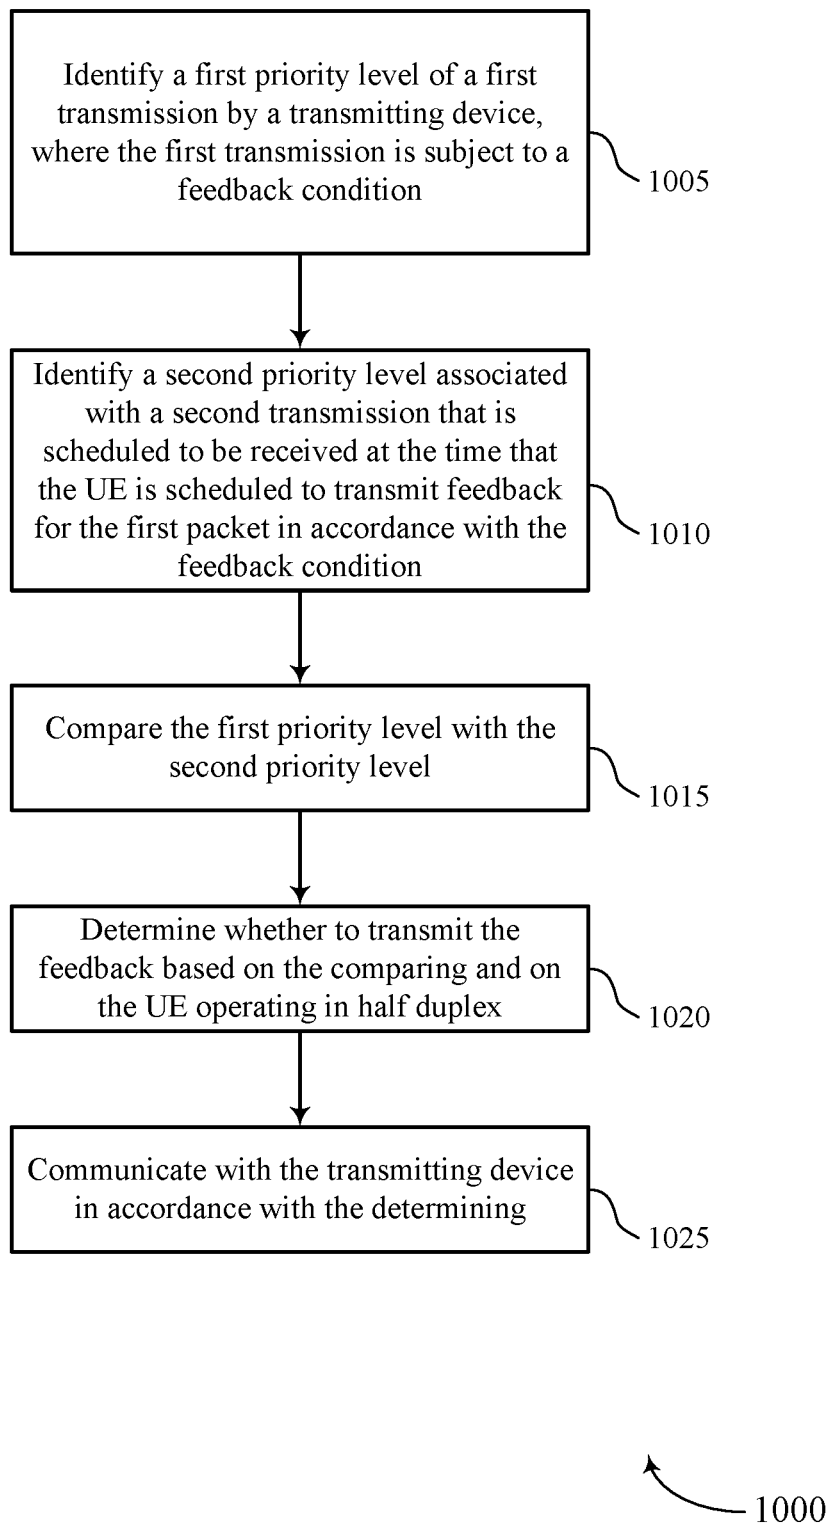 Identify a first priority level of a first
transmission by a transmitting device,
where the first transmission is subject to a
feedback condition
1005
Identify a second priority level associated
with a second transmission that is
scheduled to be received at the time that
the UE is scheduled to transmit feedback
for the first packet in accordance with the
feedback condition
1010
Compare the first priority level with the
second priority level
1015
Determine whether to transmit the
feedback based on the comparing and on
the UE operating in half duplex
1020
Communicate with the transmitting device
in accordance with the determining
1025
1000